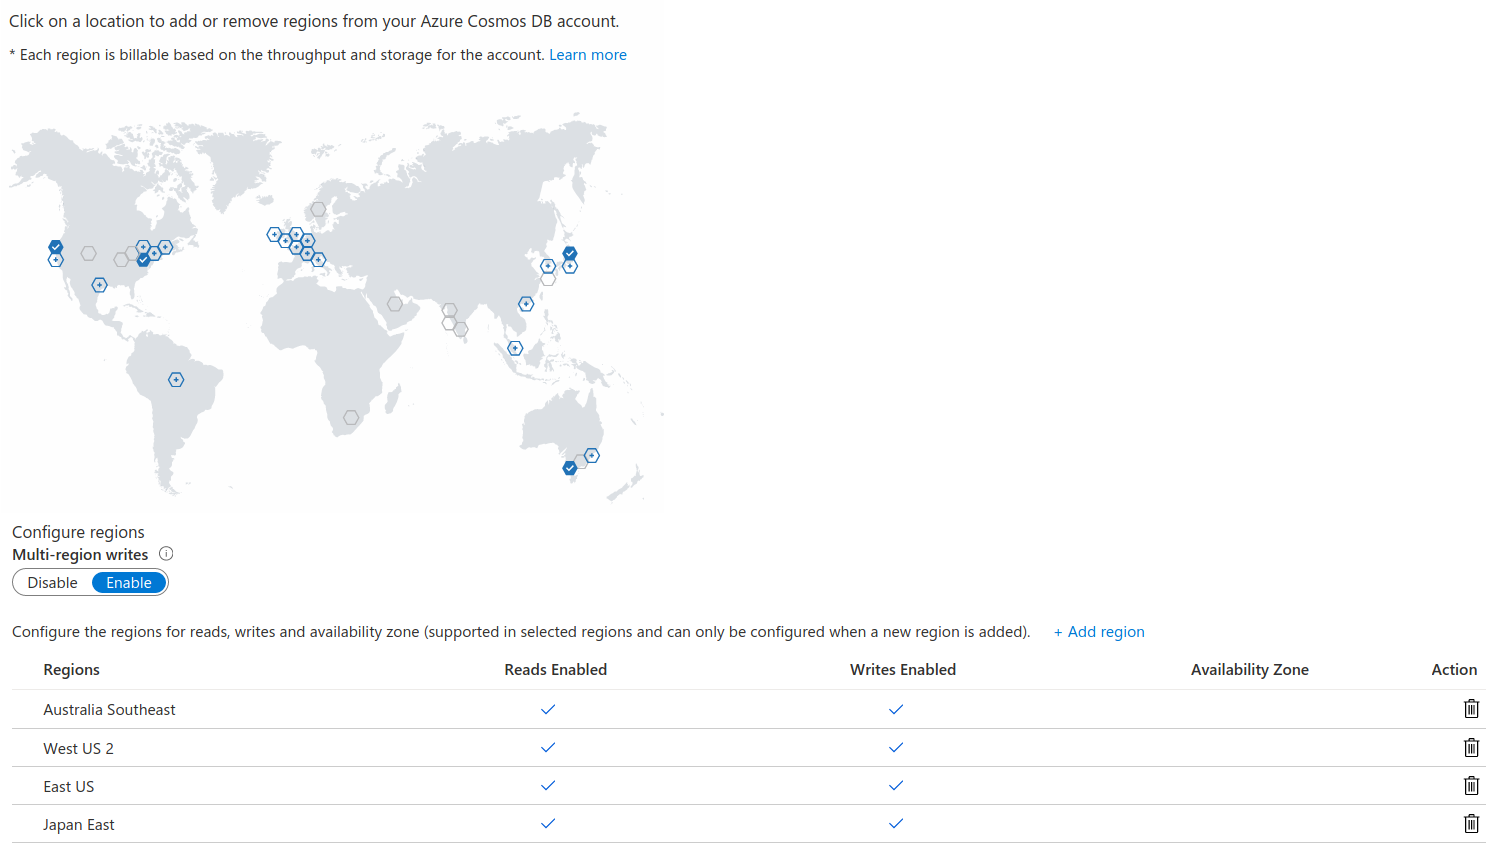 Click on a location to add or remove regions from your Azure Cosmos DB account.
* Each region is billable based on the throughput and storage for the account. Learn more
Configure regions
Multi-region writes
Disable Enable
Configure the regions for reads, writes and availability zone (supported in selected regions and can only be configured when a new region is added). + Add region
Regions Reads Enabled Writes Enabled Availability Zone Action
Australia Southeast
West US 2
East US
Japan East